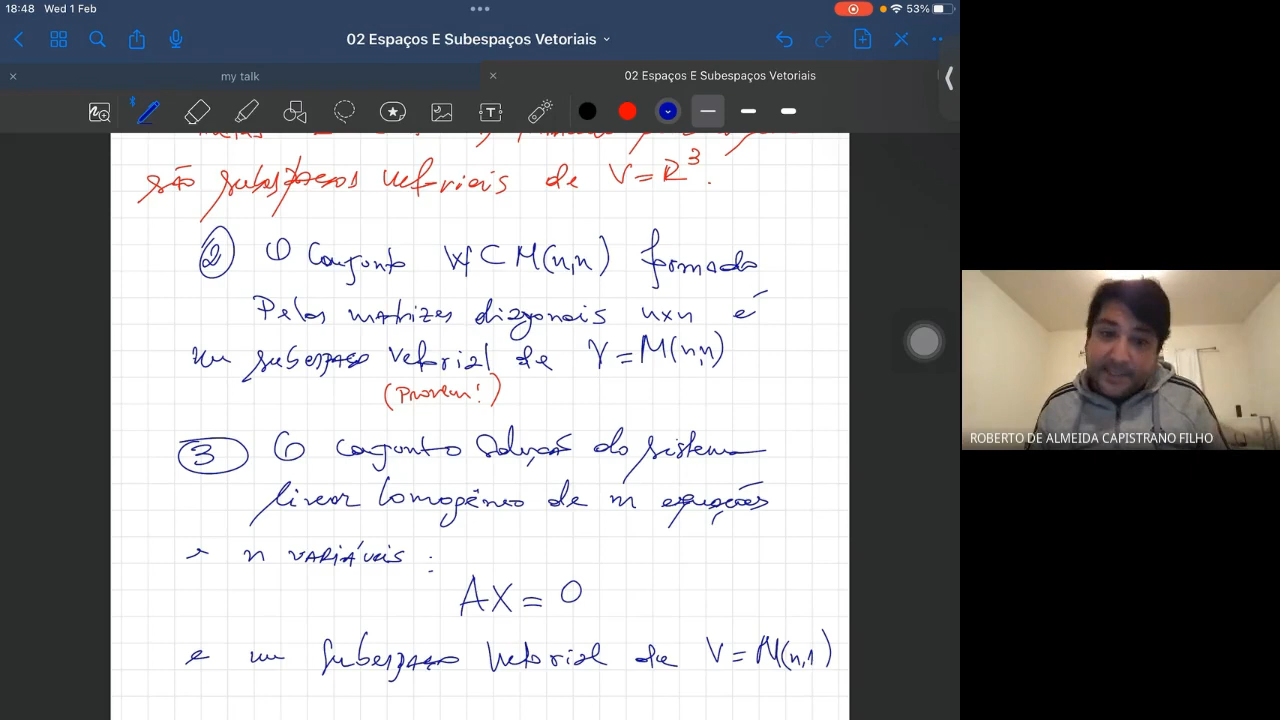 18:48 Wed 1 Feb
53%
02 Espaços E Subespaços Vetoriais
my talk
02 Espaços E Subespaços Vetoriais
são subespaços vetoriais de V=R³.
② O conjunto W ⊂ M(n,n) formado
pelas matrizes diagonais nxn é
um subespaço vetorial de V=M(n,n)
(Provem!)
③ O conjunto solução do sistema
linear homogêneo de m equações
e n variáveis :
AX = 0
é um subespaço vetorial de V=M(n,1)
ROBERTO DE ALMEIDA CAPISTRANO FILHO